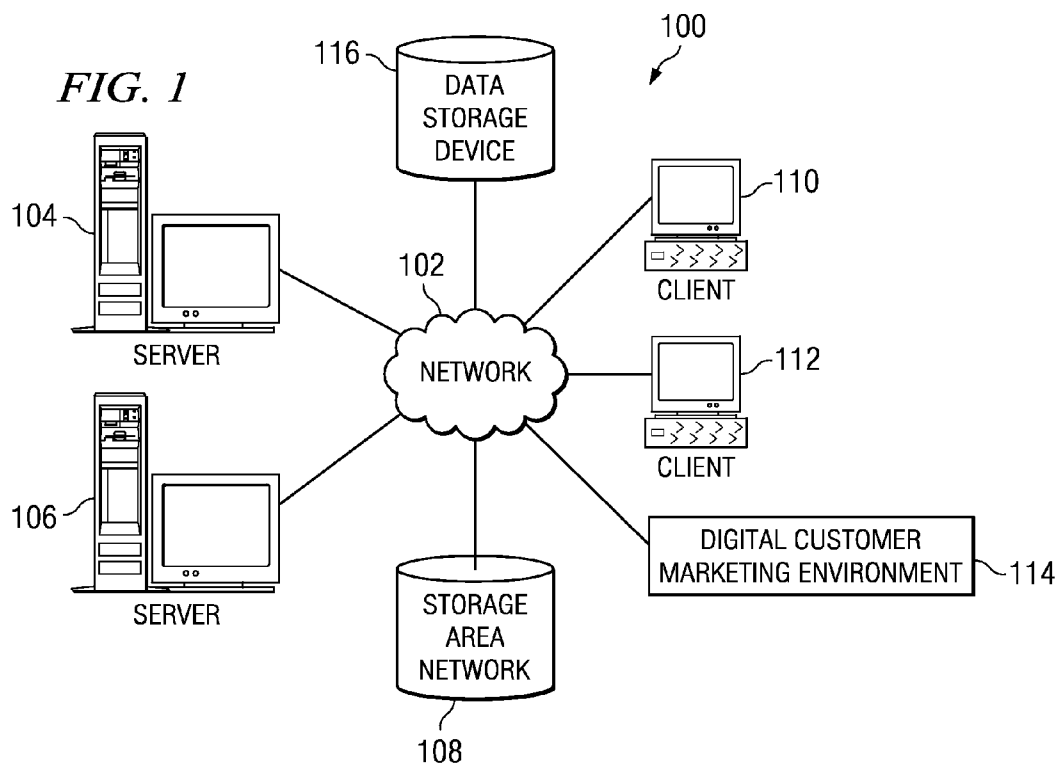 FIG. 1
100
116
DATA
STORAGE
DEVICE
104
SERVER
110
CLIENT
102
NETWORK
112
CLIENT
106
SERVER
DIGITAL CUSTOMER
MARKETING ENVIRONMENT
114
STORAGE
AREA
NETWORK
108